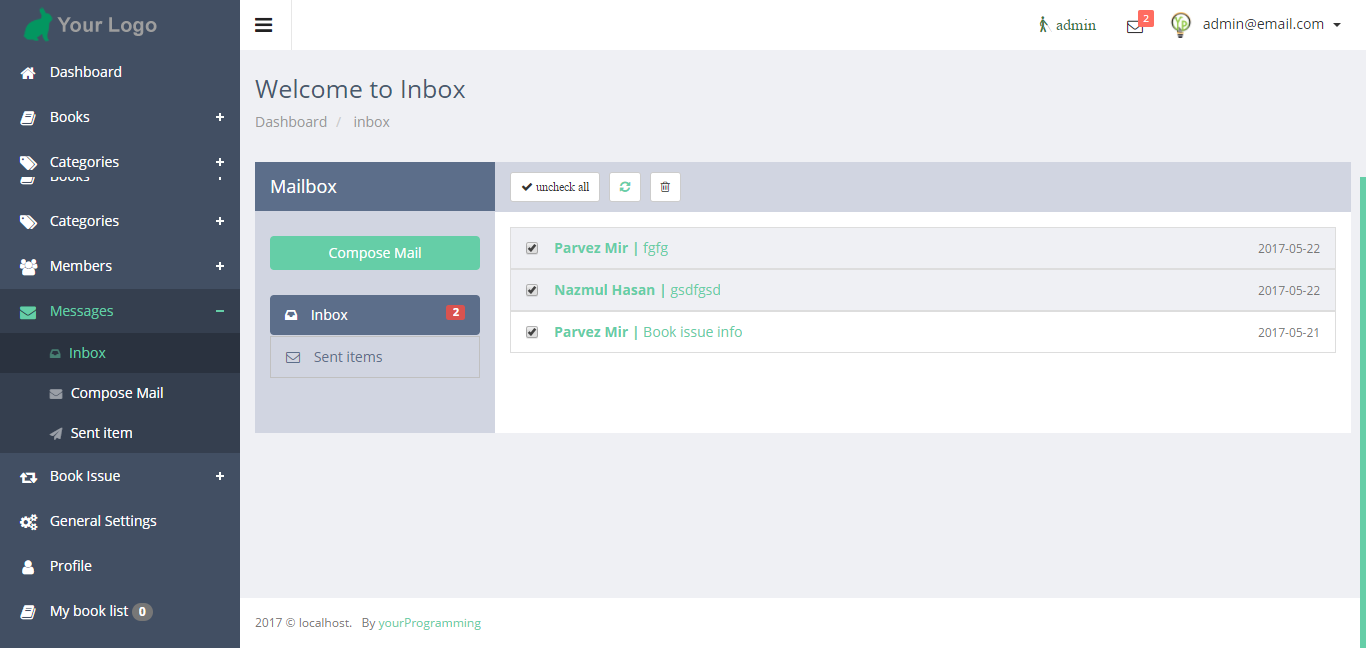 Your Logo
admin
2
admin@email.com
Dashboard
Books
Categories
Books
Categories
Members
Messages
Inbox
Compose Mail
Sent item
Book Issue
General Settings
Profile
My book list 0
Welcome to Inbox
Dashboard / inbox
Mailbox
Compose Mail
Inbox 2
Sent items
uncheck all
Parvez Mir | fgfg 2017-05-22
Nazmul Hasan | gsdfgsd 2017-05-22
Parvez Mir | Book issue info 2017-05-21
2017 © localhost. By yourProgramming